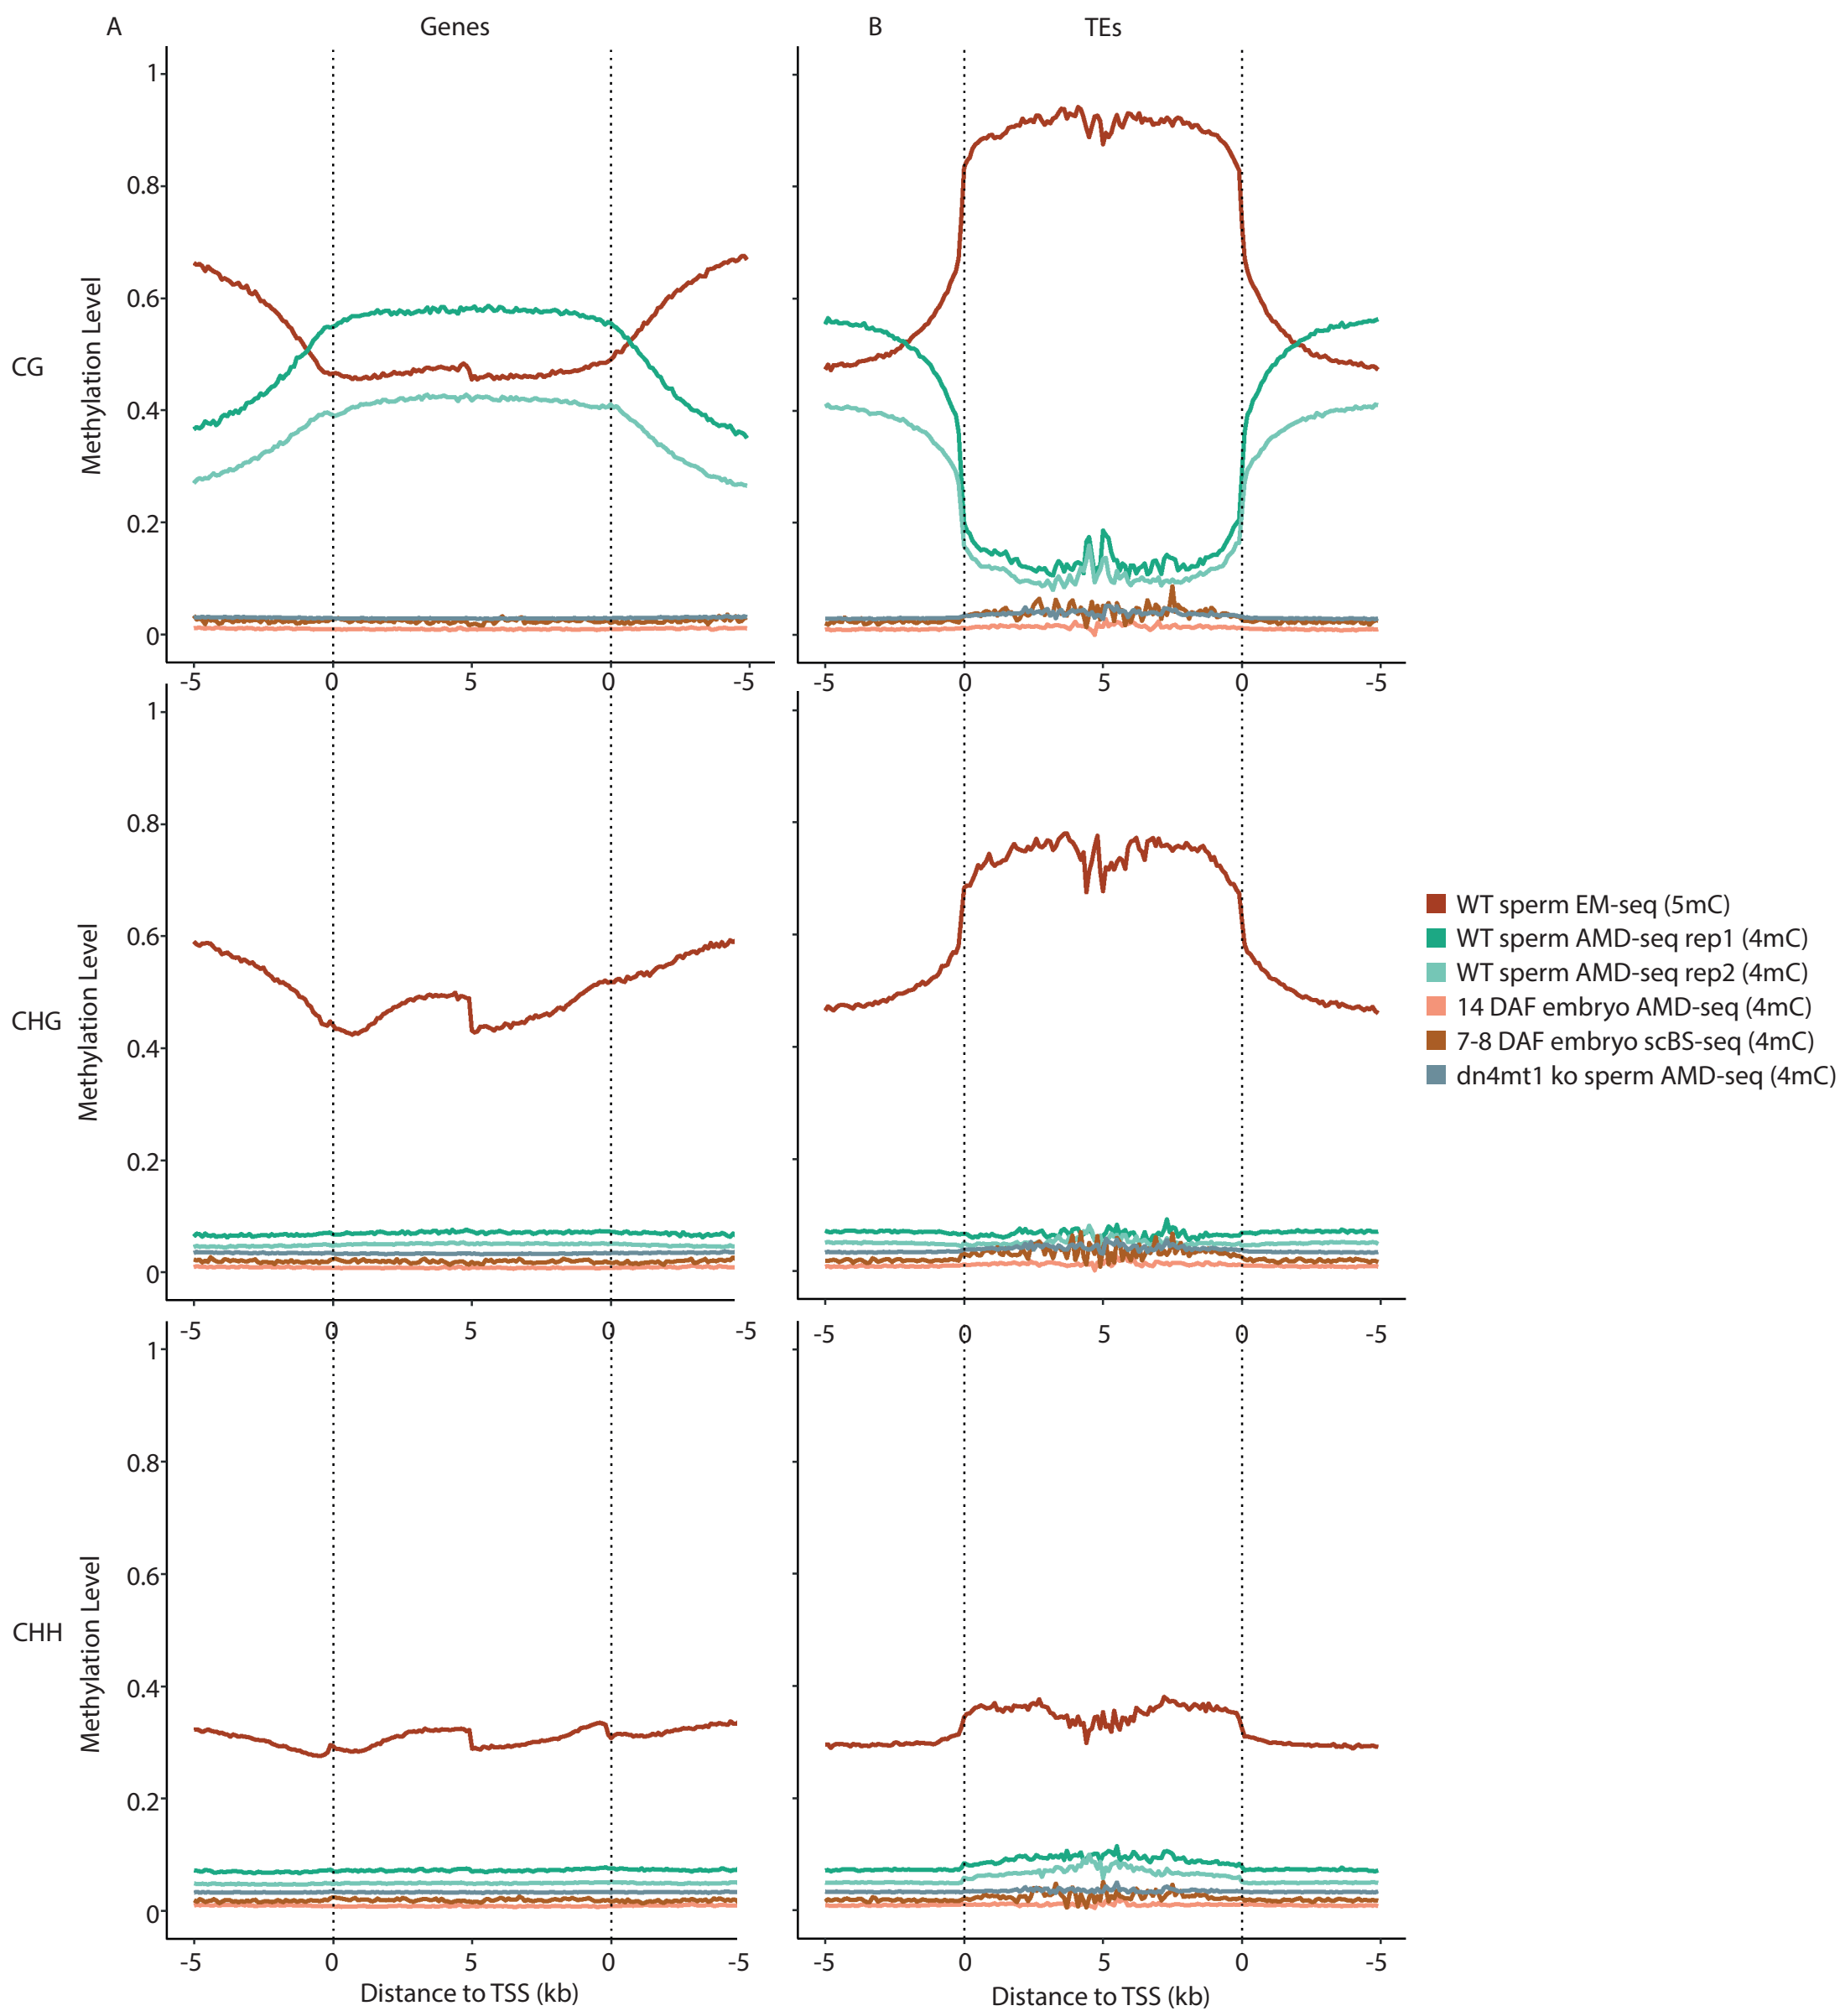 A Genes B TEs
1
0.8
0.6
0.4
0.2
0
CG
Methylation Level
-5 0 5 0 -5 -5 0 5 0 -5
1
0.8
0.6
0.4
0.2
0
CHG
Methylation Level
-5 0 5 0 -5 -5 0 5 0 -5
WT sperm EM-seq (5mC)
WT sperm AMD-seq rep1 (4mC)
WT sperm AMD-seq rep2 (4mC)
14 DAF embryo AMD-seq (4mC)
7-8 DAF embryo scBS-seq (4mC)
dn4mt1 ko sperm AMD-seq (4mC)
1
0.8
0.6
0.4
0.2
0
CHH
Methylation Level
-5 0 5 0 -5 -5 0 5 0 -5
Distance to TSS (kb) Distance to TSS (kb)